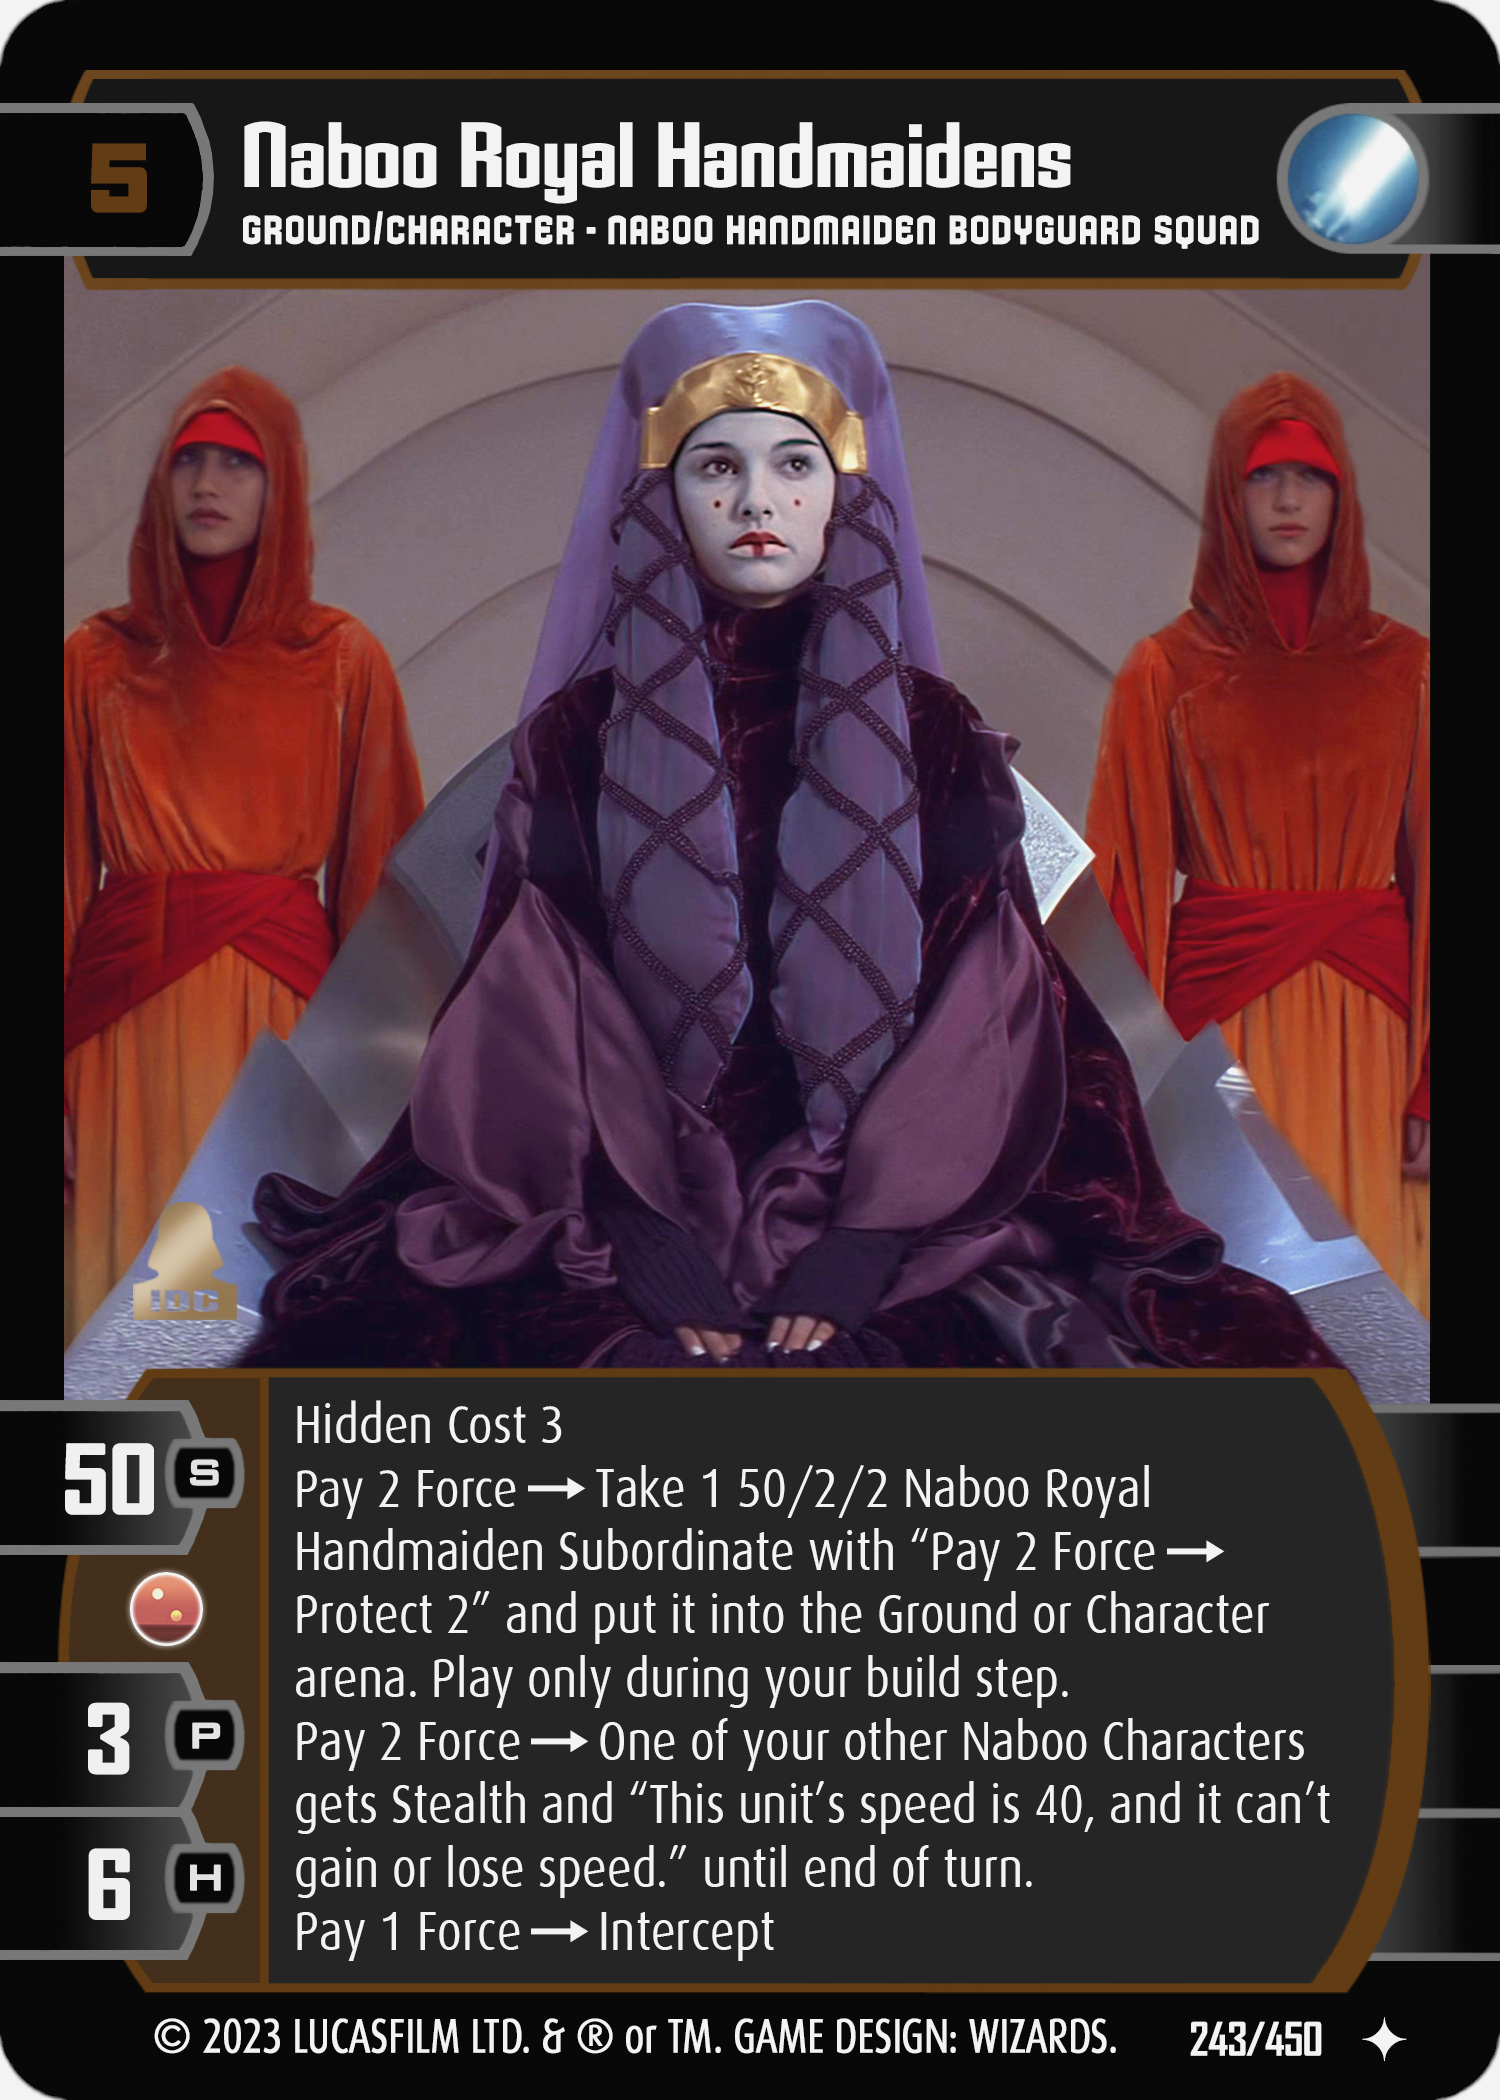 5
Naboo Royal Handmaidens
GROUND/CHARACTER - NABOO HANDMAIDEN BODYGUARD SQUAD
IDC
50 S
3 P
6 H
Hidden Cost 3
Pay 2 Force → Take 1 50/2/2 Naboo Royal
Handmaiden Subordinate with “Pay 2 Force →
Protect 2” and put it into the Ground or Character
arena. Play only during your build step.
Pay 2 Force → One of your other Naboo Characters
gets Stealth and “This unit’s speed is 40, and it can’t
gain or lose speed.” until end of turn.
Pay 1 Force → Intercept
© 2023 LUCASFILM LTD. & ® or TM. GAME DESIGN: WIZARDS.
243/450